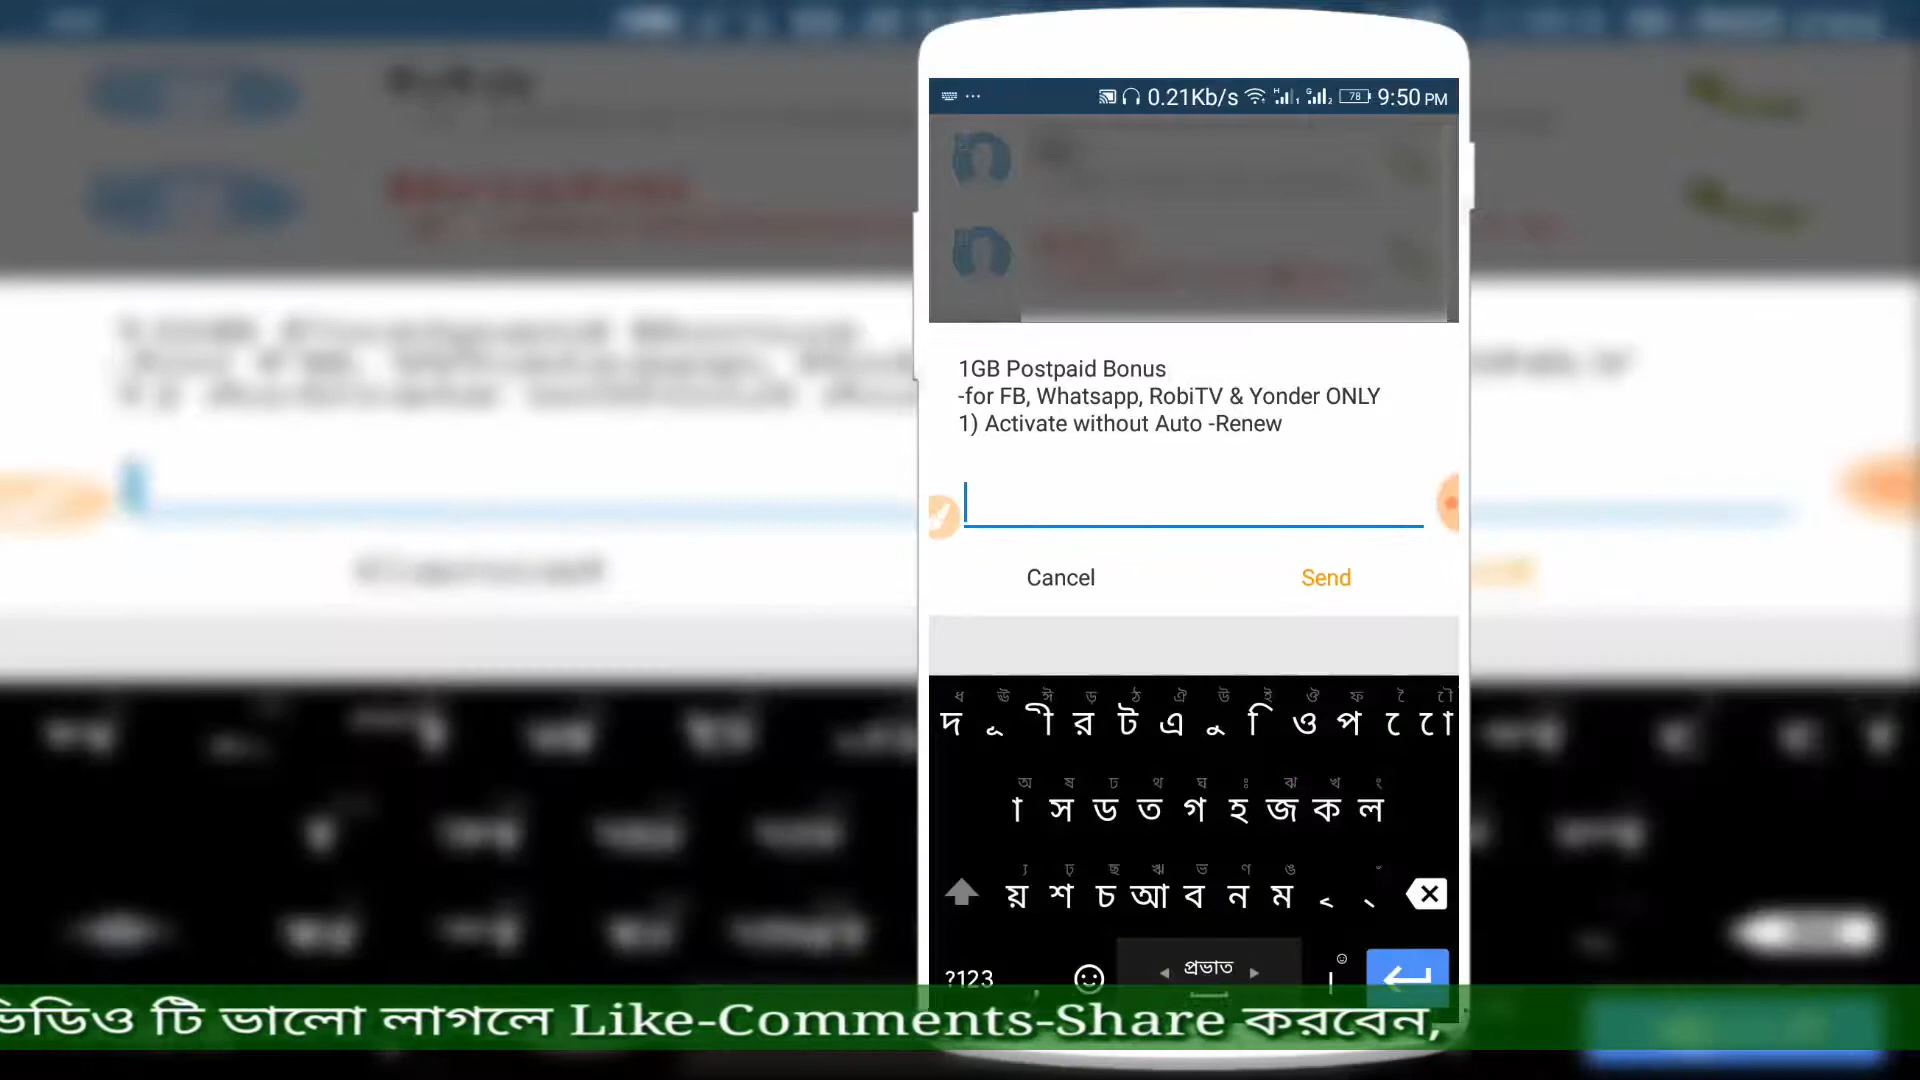 0.21Kb/s 78 9:50 PM
1GB Postpaid Bonus
-for FB, Whatsapp, RobiTV & Yonder ONLY
1) Activate without Auto -Renew
Cancel Send
ধ ঊ ঈ ড় ঠ ঐ উ ই ঔ ফ ৈ ৌ
দ ূ ী র ট এ ু ি ও প ে ো
অ ষ ঢ থ ঘ ঃ ঝ খ ং
া স ড ত গ হ জ ক ল
্য ঢ় ছ ঋ ভ ণ ঙ
য় শ চ আ ব ন ম
?123 , প্রভাত ।
ভিডিও টি ভালো লাগলে Like-Comments-Share করবেন,